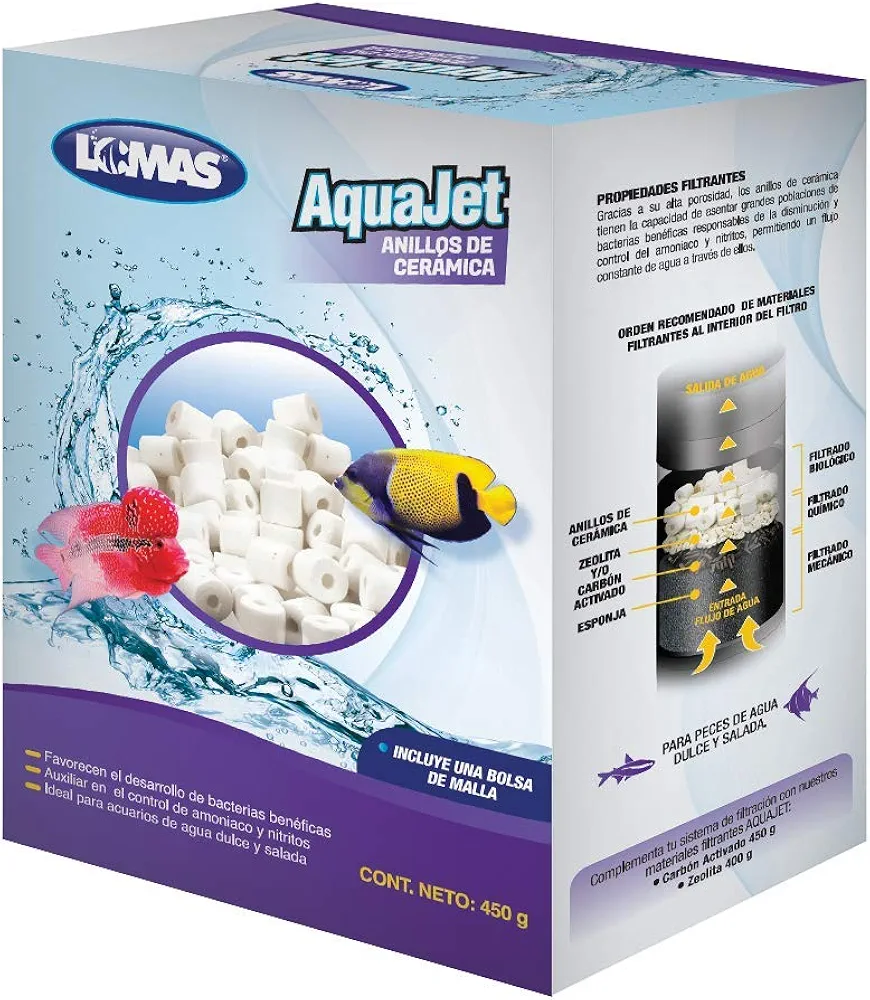 LOMAS®
AquaJet
ANILLOS DE
CERÁMICA
INCLUYE UNA BOLSA
DE MALLA
Favorecen el desarrollo de bacterias benéficas
Auxiliar en el control de amoniaco y nitritos
Ideal para acuarios de agua dulce y salada
CONT. NETO: 450 g
LOMAS
AquaJet
PROPIEDADES FILTRANTES
Gracias a su alta porosidad, los anillos de cerámica
tienen la capacidad de asentar grandes poblaciones de
bacterias benéficas responsables de la disminución y
control del amoniaco y nitritos, permitiendo un flujo
constante de agua a través de ellos.
ORDEN RECOMENDADO DE MATERIALES
FILTRANTES AL INTERIOR DEL FILTRO
SALIDA DE AGUA
FILTRADO
BIOLÓGICO
FILTRADO
QUÍMICO
FILTRADO
MECÁNICO
ANILLOS DE
CERÁMICA
ZEOLITA
Y/O
CARBÓN
ACTIVADO
ESPONJA
ENTRADA
FLUJO DE AGUA
PARA PECES DE AGUA
DULCE Y SALADA.
Complementa tu sistema de filtración con nuestros
materiales filtrantes AQUAJET:
• Carbón Activado 450 g
• Zeolita 400 g